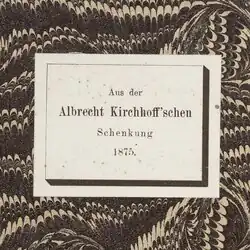 Aus der
Albrecht Kirchhoff'schen
Schenkung
1875.